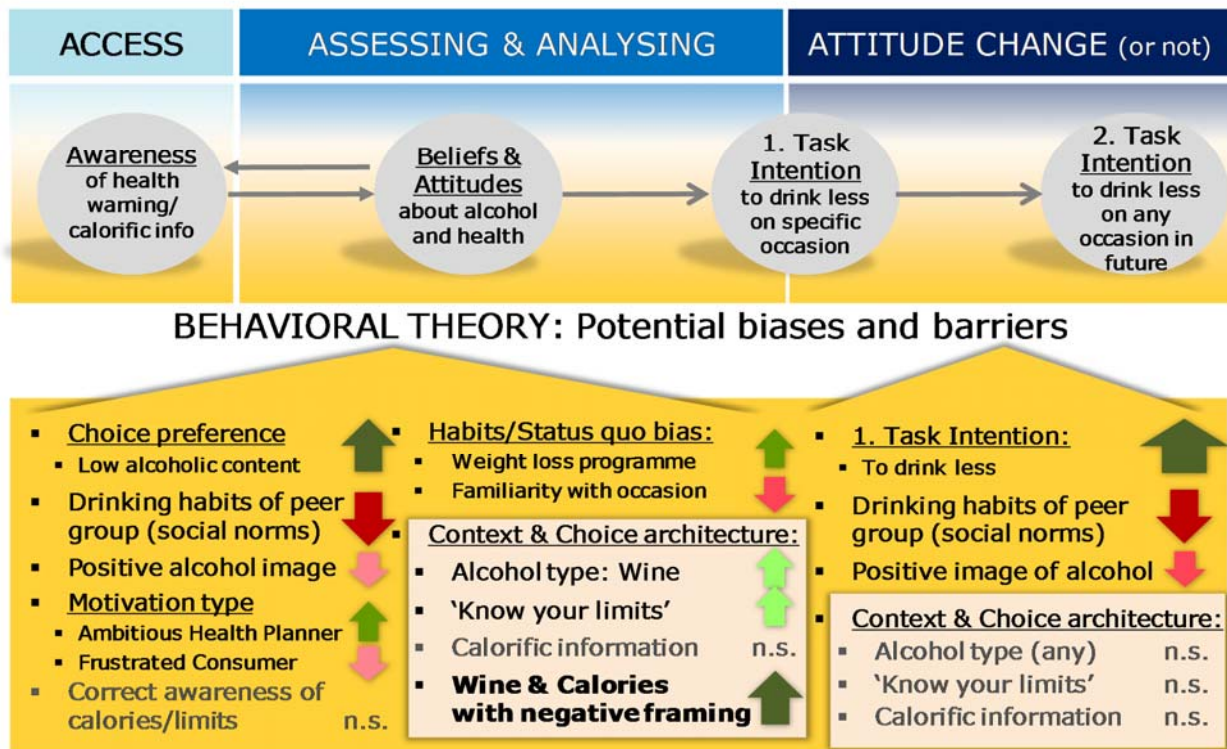 ACCESS
ASSESSING & ANALYSING
ATTITUDE CHANGE (or not)
Awareness
of health
warning/
calorific info
Beliefs &
Attitudes
about alcohol
and health
1. Task
Intention
to drink less
on specific
occasion
2. Task
Intention
to drink less
on any
occasion in
future
BEHAVIORAL THEORY: Potential biases and barriers
▪ Choice preference
▪ Low alcoholic content
▪ Drinking habits of peer
group (social norms)
▪ Positive alcohol image
▪ Motivation type
▪ Ambitious Health Planner
▪ Frustrated Consumer
▪ Correct awareness of
calories/limits n.s.
▪ Habits/Status quo bias:
▪ Weight loss programme
▪ Familiarity with occasion
▪ Context & Choice architecture:
▪ Alcohol type: Wine
▪ ‘Know your limits’
▪ Calorific information n.s.
▪ Wine & Calories
with negative framing
▪ 1. Task Intention:
▪ To drink less
▪ Drinking habits of peer
group (social norms)
▪ Positive image of alcohol
▪ Context & Choice architecture:
▪ Alcohol type (any) n.s.
▪ ‘Know your limits’ n.s.
▪ Calorific information n.s.